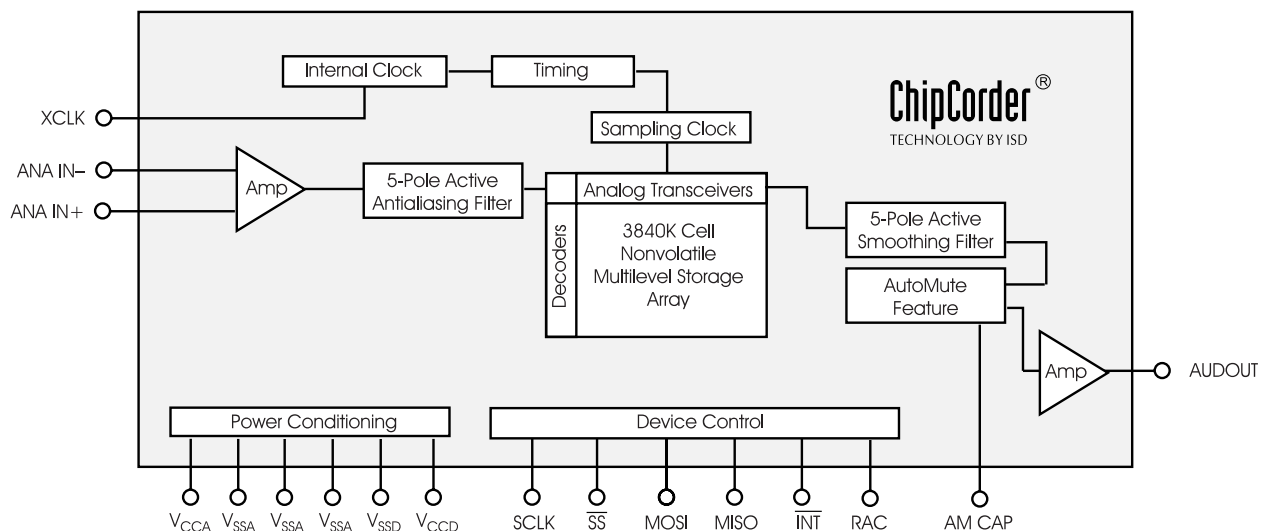 Internal Clock
Timing
ChipCorder®
TECHNOLOGY BY ISD
XCLK
Sampling Clock
ANA IN–
Amp
5-Pole Active
Antialiasing Filter
Analog Transceivers
ANA IN+
Decoders
3840K Cell
Nonvolatile
Multilevel Storage
Array
5-Pole Active
Smoothing Filter
AutoMute
Feature
Amp
AUDOUT
Power Conditioning
Device Control
VCCA
VSSA
VSSA
VSSA
VSSD
VCCD
SCLK
S̅S̅
MOSI
MISO
I̅N̅T̅
RAC
AM CAP